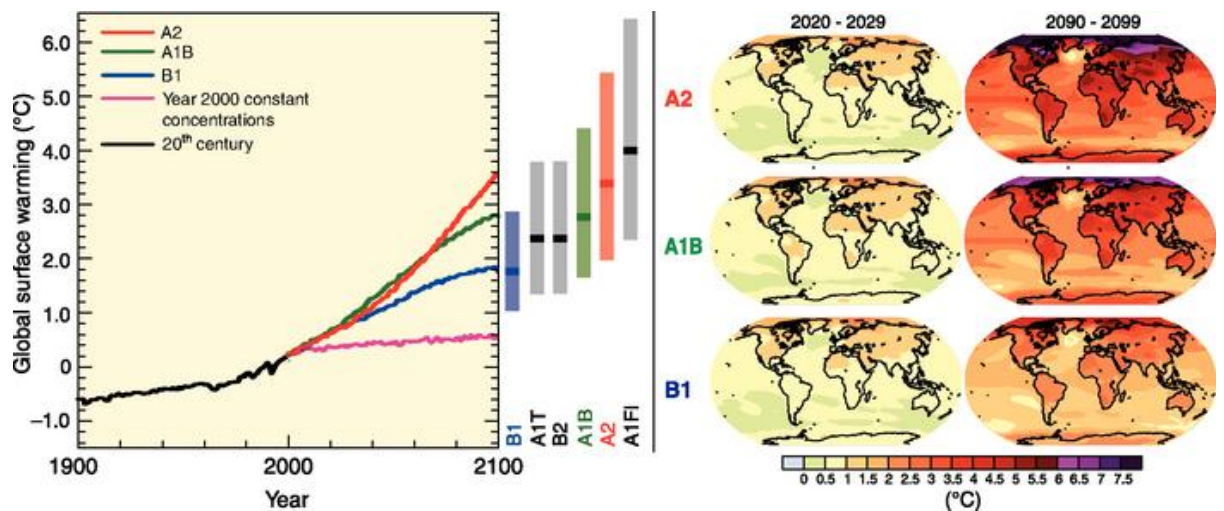 6.0
5.0
4.0
3.0
2.0
1.0
0
–1.0
Global surface warming (°C)
A2
A1B
B1
Year 2000 constant
concentrations
20th century
1900
2000
2100
Year
B1
A1T
B2
A1B
A2
A1FI
2020 - 2029
2090 - 2099
A2
A1B
B1
0 0.5 1 1.5 2 2.5 3 3.5 4 4.5 5 5.5 6 6.5 7 7.5
(°C)